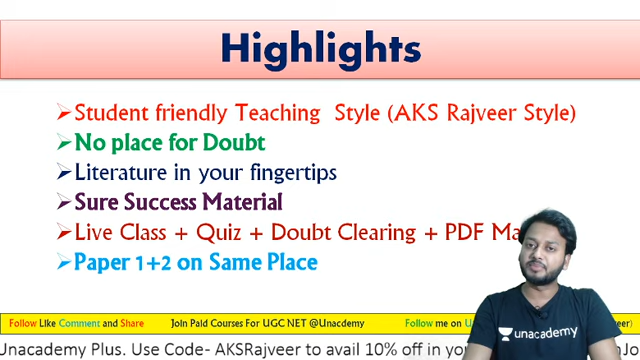 Highlights
Student friendly Teaching Style (AKS Rajveer Style)
No place for Doubt
Literature in your fingertips
Sure Success Material
Live Class + Quiz + Doubt Clearing + PDF Ma
Paper 1+2 on Same Place
unacademy
Follow Like Comment and Share Join Paid Courses For UGC NET @Unacdemy Follow me on U eer)
Unacademy Plus. Use Code- AKSRajveer to avail 10% off in yo